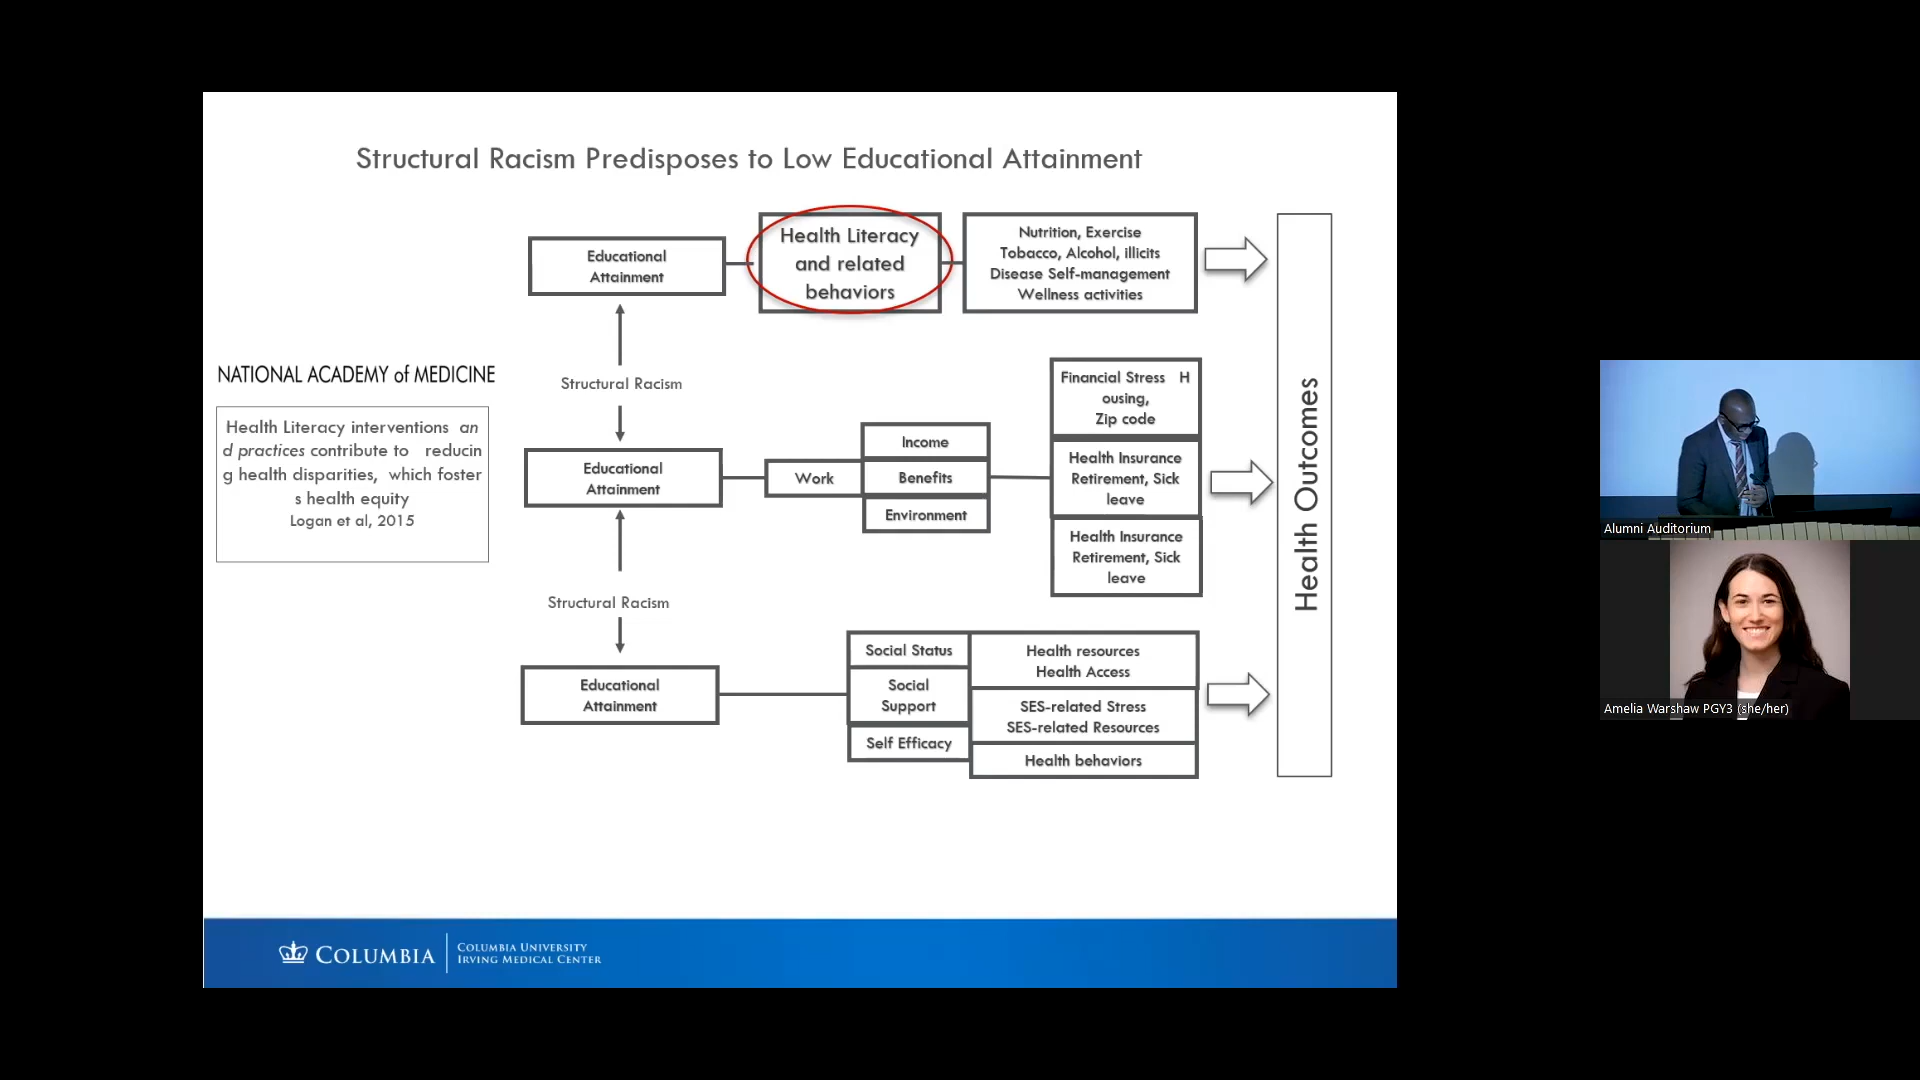 Structural Racism Predisposes to Low Educational Attainment
Educational
Attainment
Health Literacy
and related
behaviors
Nutrition, Exercise
Tobacco, Alcohol, illicits
Disease Self-management
Wellness activities
Structural Racism
NATIONAL ACADEMY of MEDICINE
Health Literacy interventions an
d practices contribute to reducin
g health disparities, which foster
s health equity
Logan et al, 2015
Educational
Attainment
Work
Income
Benefits
Environment
Financial Stress H
ousing,
Zip code
Health Insurance
Retirement, Sick
leave
Health Insurance
Retirement, Sick
leave
Structural Racism
Educational
Attainment
Social Status
Social
Support
Self Efficacy
Health resources
Health Access
SES-related Stress
SES-related Resources
Health behaviors
Health Outcomes
COLUMBIA
COLUMBIA UNIVERSITY
IRVING MEDICAL CENTER
Alumni Auditorium
Amelia Warshaw PGY3 (she/her)